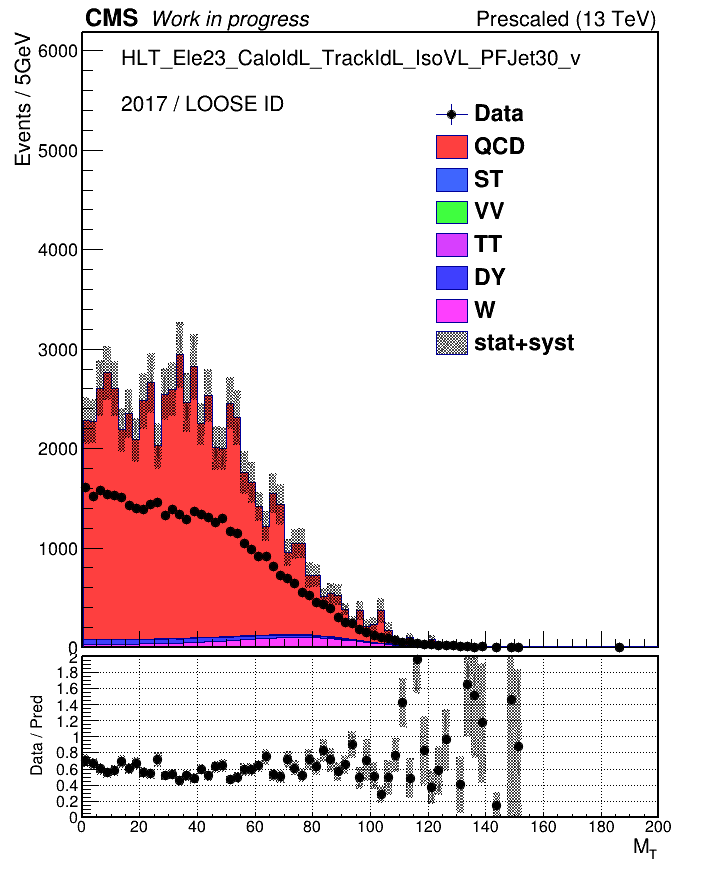 CMS Work in progress Prescaled (13 TeV)
HLT_Ele23_CaloIdL_TrackIdL_IsoVL_PFJet30_v
2017 / LOOSE ID
Events / 5GeV
6000
5000
4000
3000
2000
1000
0
Data
QCD
ST
VV
TT
DY
W
stat+syst
Data / Pred
2
1.8
1.6
1.4
1.2
1
0.8
0.6
0.4
0.2
0
0 20 40 60 80 100 120 140 160 180 200
M_T